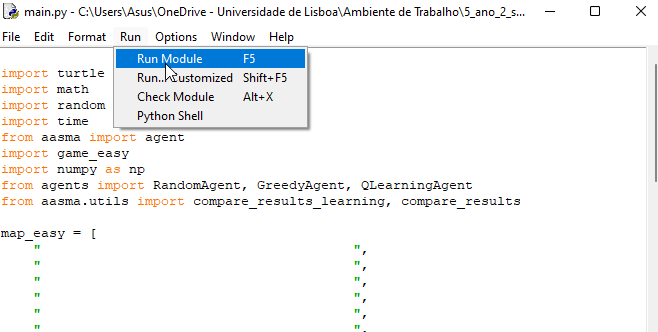 main.py - C:\Users\Asus\OneDrive - Universidade de Lisboa\Ambiente de Trabalho\5_ano_2_s...
File Edit Format Run Options Window Help
Run Module F5
Run... Customized Shift+F5
Check Module Alt+X
Python Shell
import turtle
import math
import random
import time
from aasma import agent
import game_easy
import numpy as np
from agents import RandomAgent, GreedyAgent, QLearningAgent
from aasma.utils import compare_results_learning, compare_results
map_easy = [
" ",
" ",
" ",
" ",
" ",
" ",